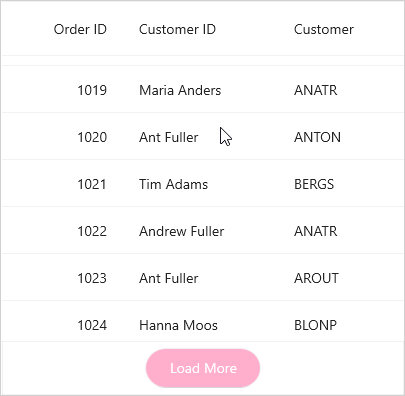 Order ID Customer ID Customer
1019 Maria Anders ANATR
1020 Ant Fuller ANTON
1021 Tim Adams BERGS
1022 Andrew Fuller ANATR
1023 Ant Fuller AROUT
1024 Hanna Moos BLONP
Load More